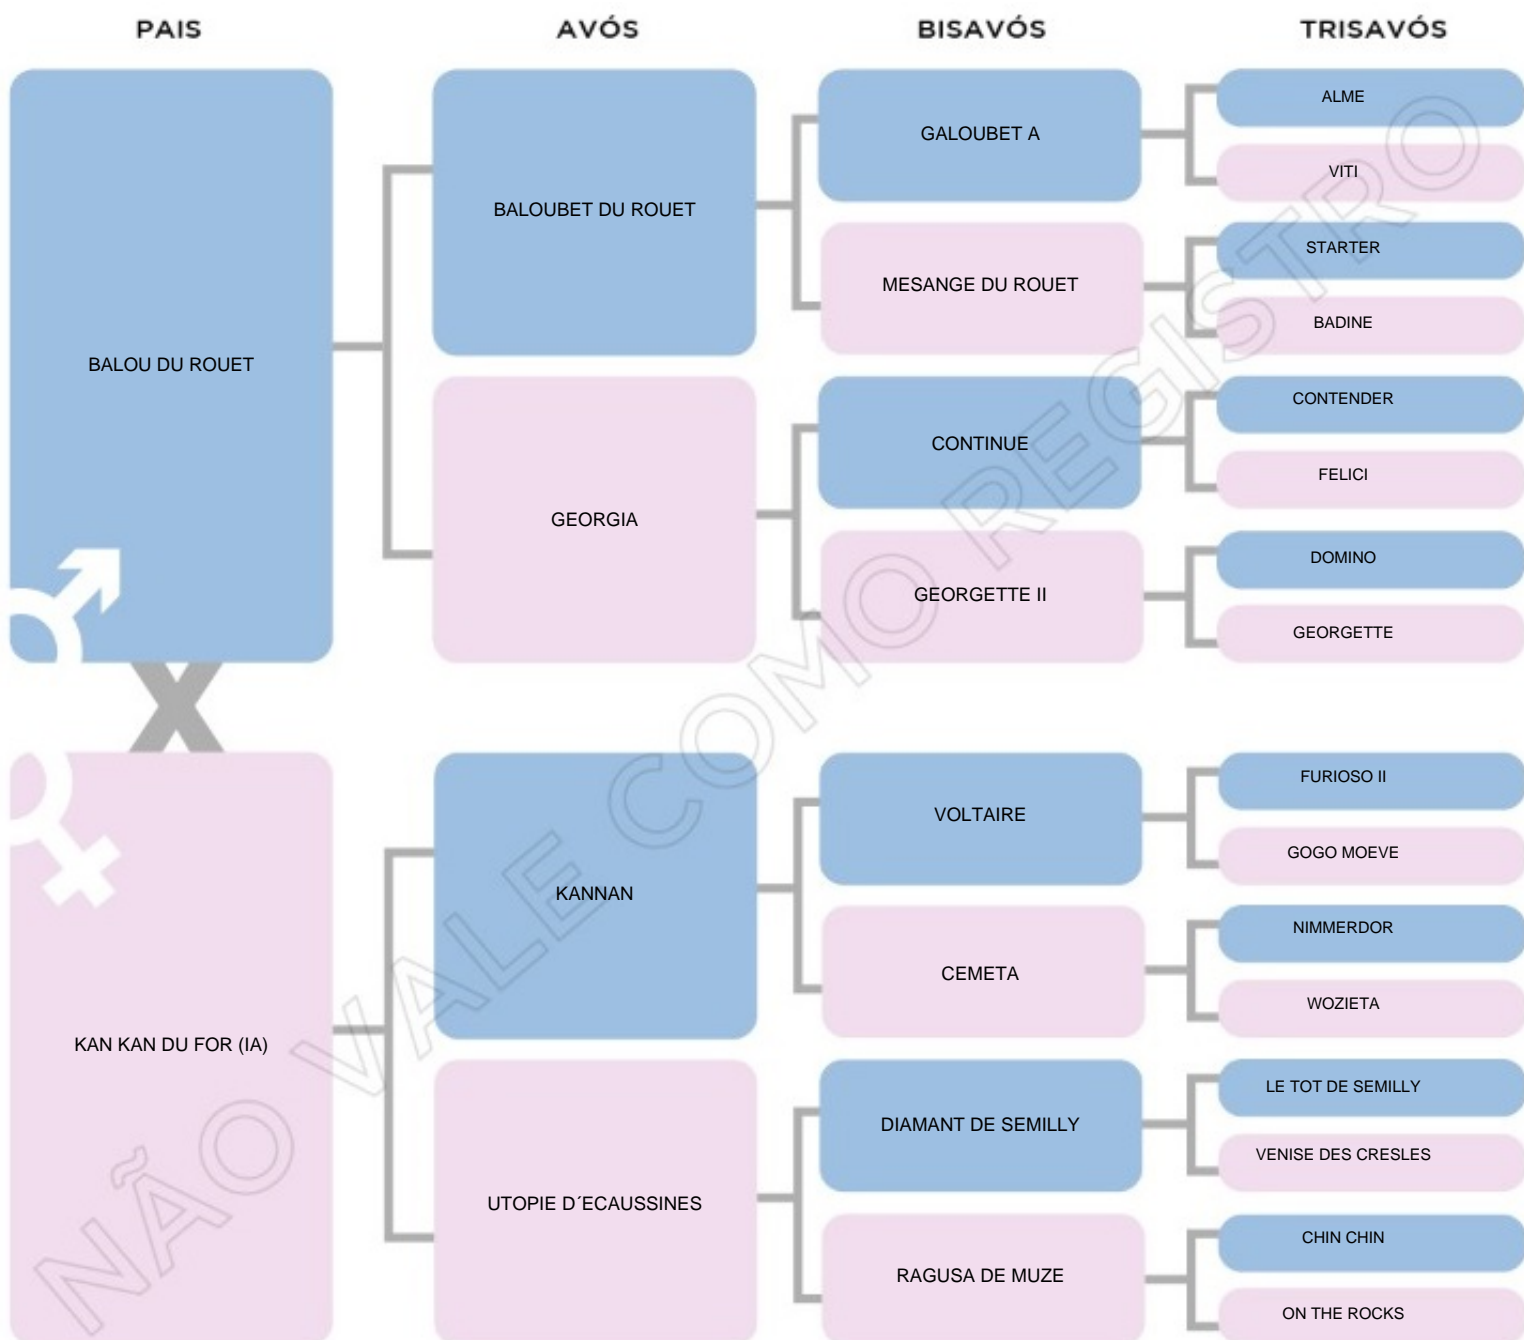 PAIS
AVÓS
BISAVÓS
TRISAVÓS
BALOU DU ROUET
BALOUBET DU ROUET
GALOUBET A
ALME
VITI
MESANGE DU ROUET
STARTER
BADINE
GEORGIA
CONTINUE
CONTENDER
FELICI
GEORGETTE II
DOMINO
GEORGETTE
X
KAN KAN DU FOR (IA)
KANNAN
VOLTAIRE
FURIOSO II
GOGO MOEVE
CEMETA
NIMMERDOR
WOZIETA
UTOPIE D´ECAUSSINES
DIAMANT DE SEMILLY
LE TOT DE SEMILLY
VENISE DES CRESLES
RAGUSA DE MUZE
CHIN CHIN
ON THE ROCKS
NÃO VALE COMO REGISTRO